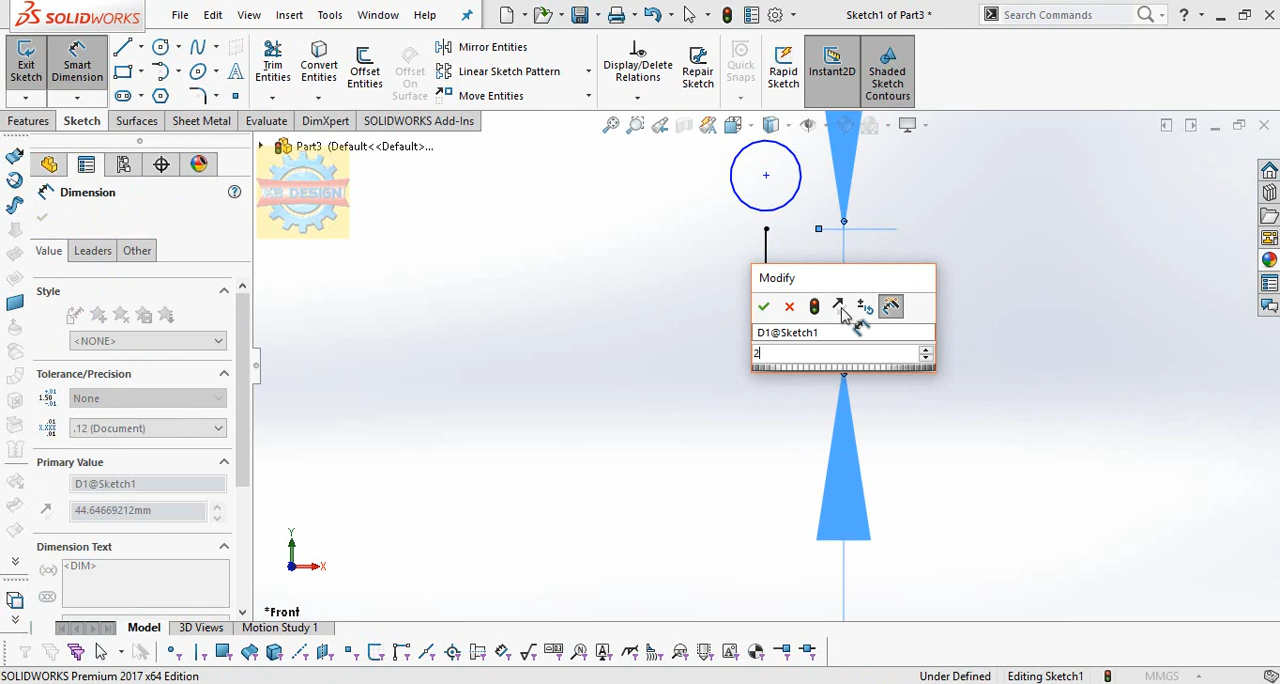 SOLIDWORKS
File Edit View Insert Tools Window Help
Sketch1 of Part3 *
Search Commands
?
Exit Sketch
Smart Dimension
Trim Entities
Convert Entities
Offset Entities
Offset On Surface
Mirror Entities
Linear Sketch Pattern
Move Entities
Display/Delete Relations
Repair Sketch
Quick Snaps
Rapid Sketch
Instant2D
Shaded Sketch Contours
Features Sketch Surfaces Sheet Metal Evaluate DimXpert SOLIDWORKS Add-Ins
Part3 (Default<<Default>...
KB DESIGN
Dimension
?
Value Leaders Other
Style
<NONE>
Tolerance/Precision
None
.12 (Document)
Primary Value
D1@Sketch1
44.64669212mm
Dimension Text
<DIM>
Modify
D1@Sketch1
2
Y
X
*Front
Model 3D Views Motion Study 1
SOLIDWORKS Premium 2017 x64 Edition
Under Defined Editing Sketch1 MMGS